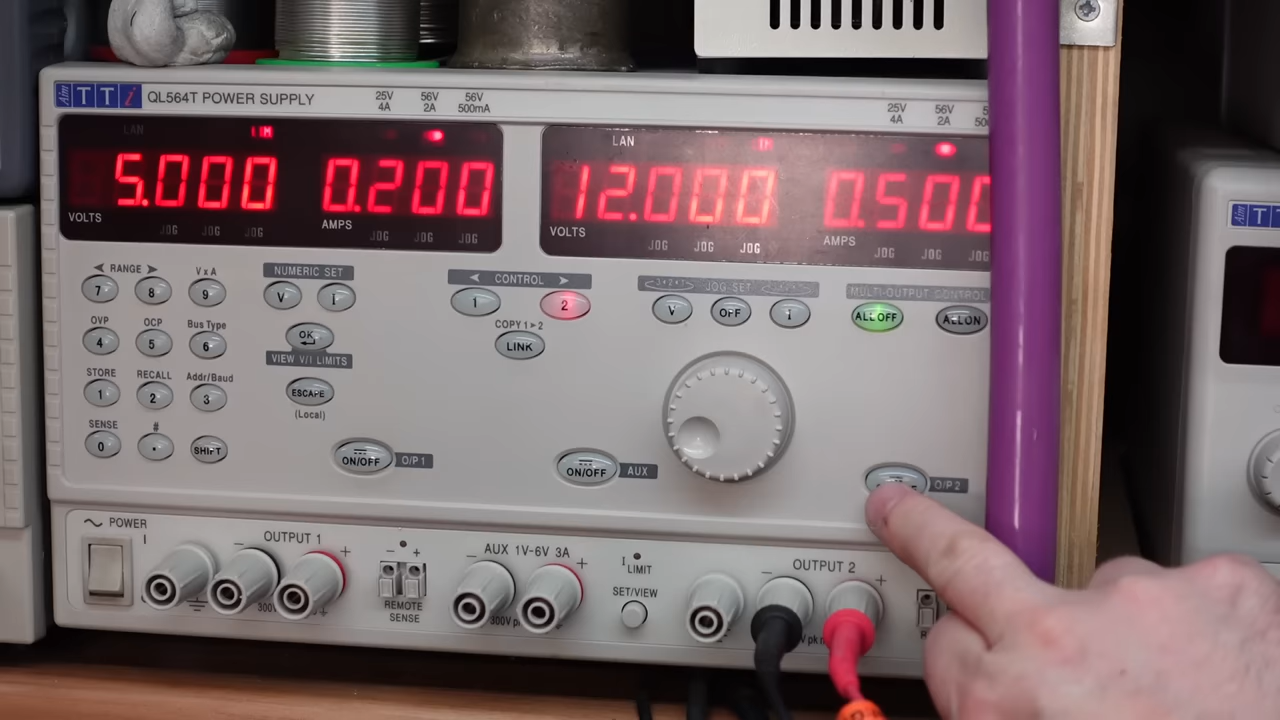 Aim TTi QL564T POWER SUPPLY
25V 56V 56V
4A 2A 500mA
25V 56V
4A 2A
LAN LIM
5.000 0.200
VOLTS AMPS
JOG JOG JOG JOG JOG JOG
LAN
12.000 0.500
VOLTS AMPS
JOG JOG JOG JOG JOG JOG
RANGE V x A
7 8 9
OVP OCP Bus Type
4 5 6
STORE RECALL Addr/Baud
1 2 3
SENSE #
0 . SHIFT
NUMERIC SET
V i
OK
VIEW V/I LIMITS
ESCAPE
(Local)
CONTROL
1 2
COPY 1>2
LINK
JOG SET
V OFF i
MULTI-OUTPUT CONTROL
ALL OFF ALL ON
ON/OFF O/P1
ON/OFF AUX
O/P2
POWER
I
OUTPUT 1
- +
- +
REMOTE
SENSE
AUX 1V-6V 3A
- +
I LIMIT
SET/VIEW
OUTPUT 2
- +